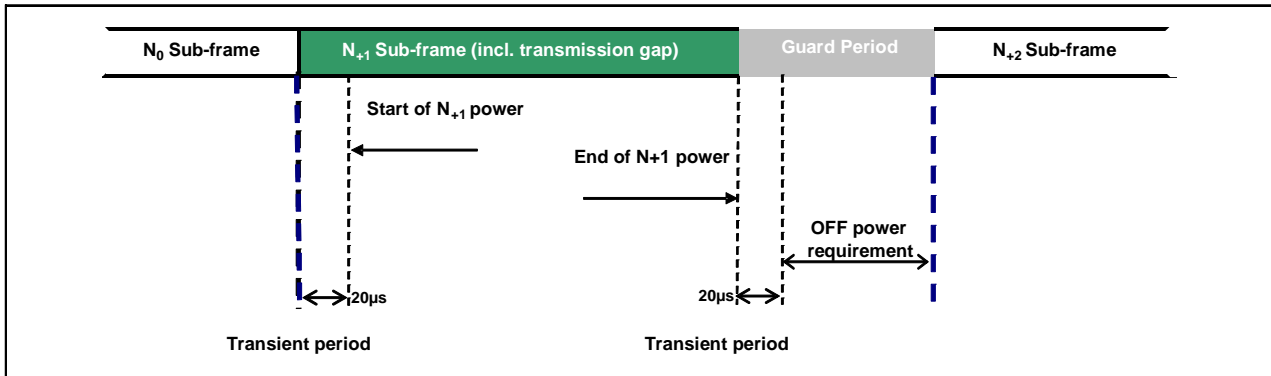 N0 Sub-frame
N+1 Sub-frame (incl. transmission gap)
Guard Period
N+2 Sub-frame
Start of N+1 power
End of N+1 power
OFF power
requirement
20µs
20µs
Transient period
Transient period